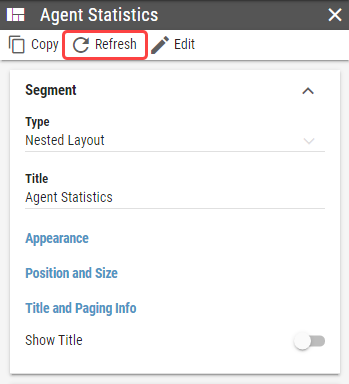 Agent Statistics
Copy Refresh Edit
Segment
Type
Nested Layout
Title
Agent Statistics
Appearance
Position and Size
Title and Paging Info
Show Title